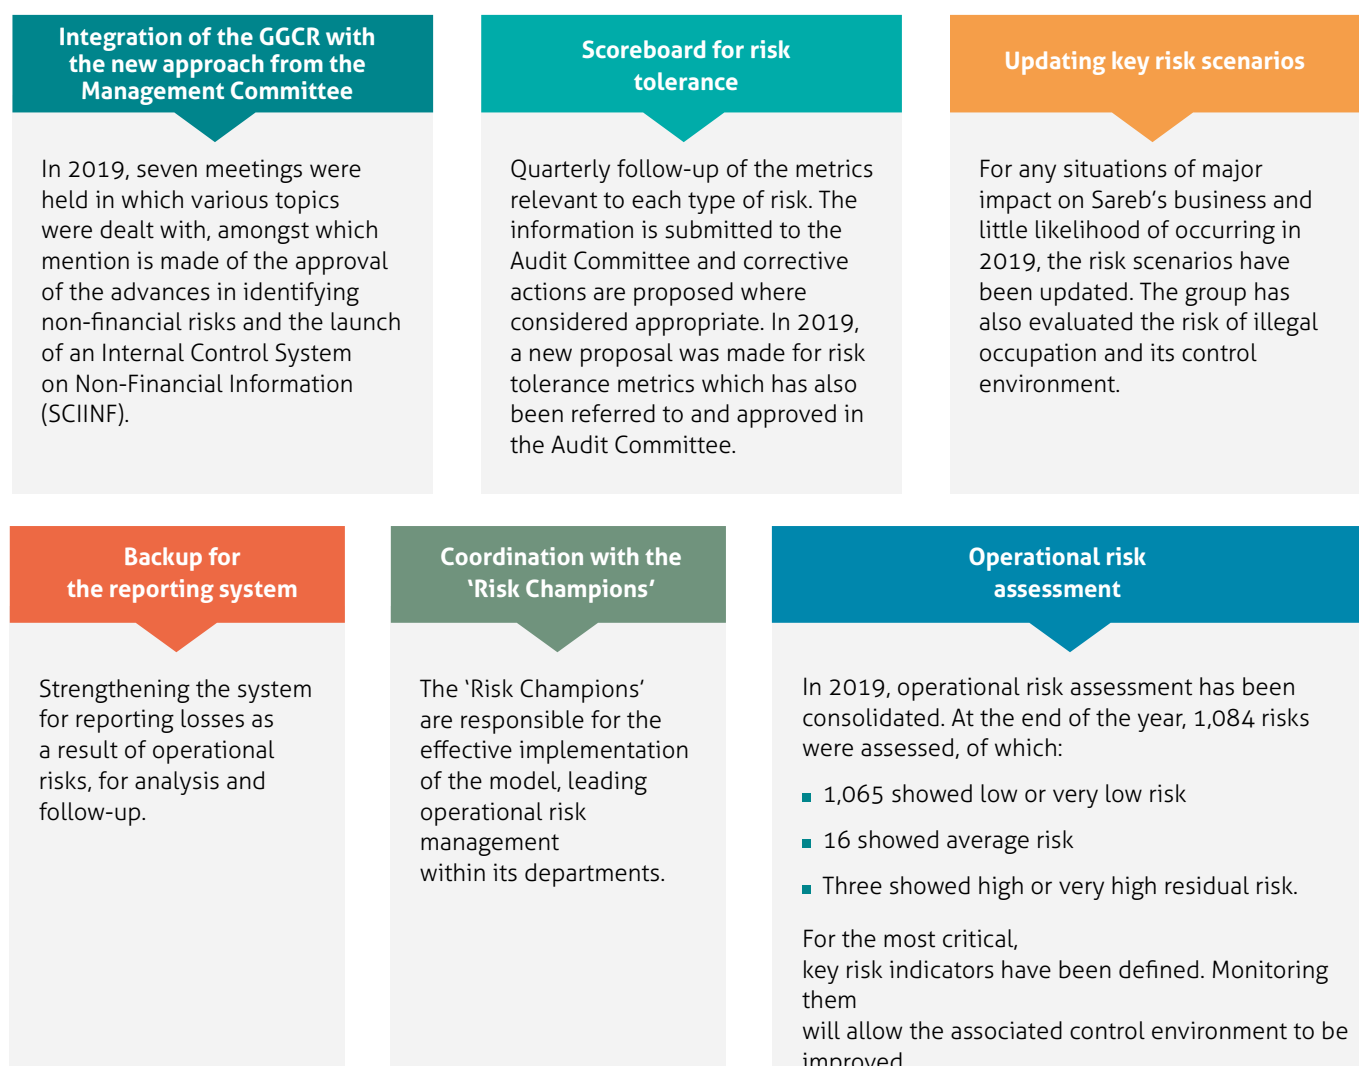 Integration of the GGCR with
the new approach from the
Management Committee
In 2019, seven meetings were
held in which various topics
were dealt with, amongst which
mention is made of the approval
of the advances in identifying
non-financial risks and the launch
of an Internal Control System
on Non-Financial Information
(SCIINF).
Scoreboard for risk
tolerance
Quarterly follow-up of the metrics
relevant to each type of risk. The
information is submitted to the
Audit Committee and corrective
actions are proposed where
considered appropriate. In 2019,
a new proposal was made for risk
tolerance metrics which has also
been referred to and approved in
the Audit Committee.
Updating key risk scenarios
For any situations of major
impact on Sareb’s business and
little likelihood of occurring in
2019, the risk scenarios have
been updated. The group has
also evaluated the risk of illegal
occupation and its control
environment.
Backup for
the reporting system
Strengthening the system
for reporting losses as
a result of operational
risks, for analysis and
follow-up.
Coordination with the
‘Risk Champions’
The ‘Risk Champions’
are responsible for the
effective implementation
of the model, leading
operational risk
management
within its departments.
Operational risk
assessment
In 2019, operational risk assessment has been
consolidated. At the end of the year, 1,084 risks
were assessed, of which:
▪ 1,065 showed low or very low risk
▪ 16 showed average risk
▪ Three showed high or very high residual risk.
For the most critical,
key risk indicators have been defined. Monitoring
them
will allow the associated control environment to be
improved